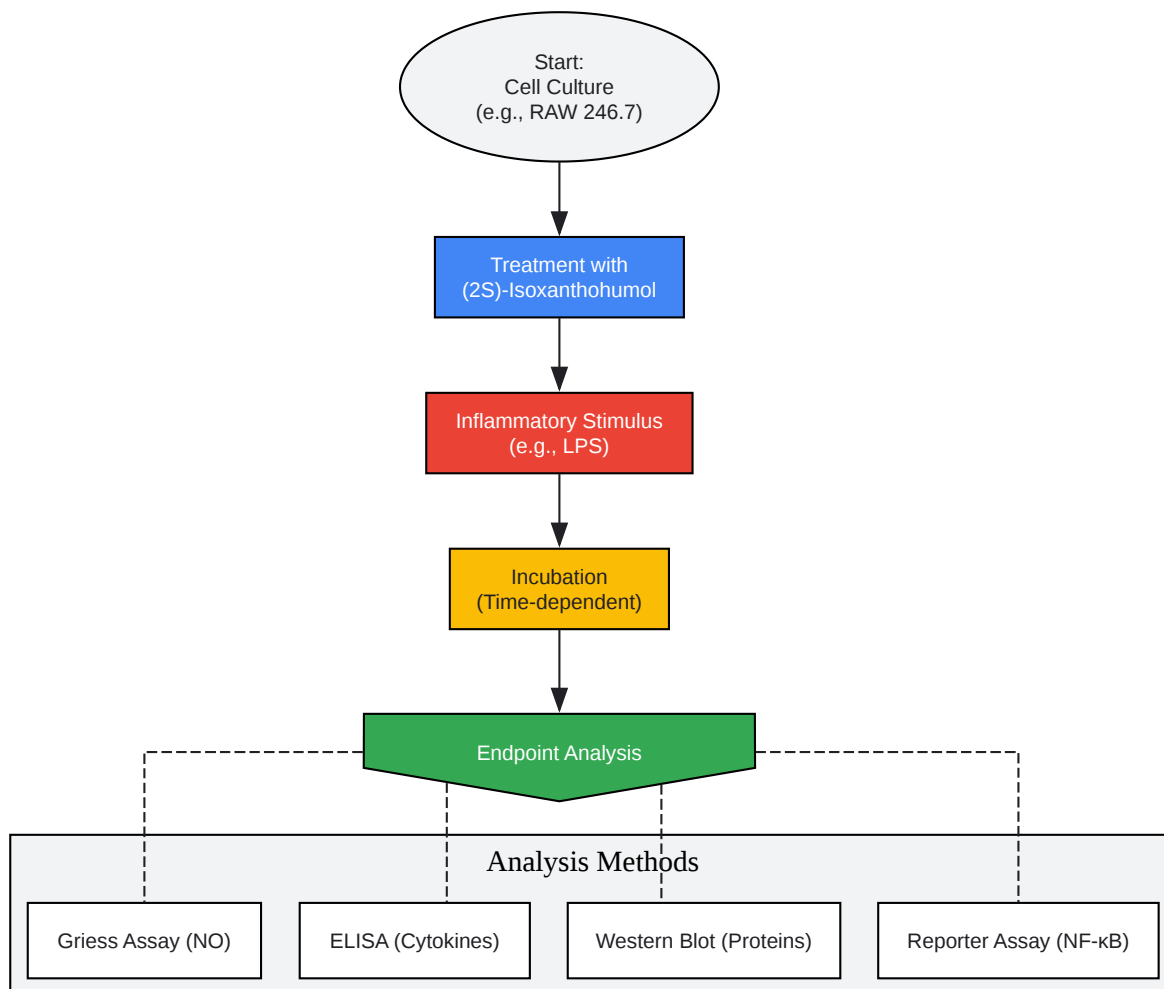 Start:
Cell Culture
(e.g., RAW 246.7)
Treatment with
(2S)-Isoxanthohumol
Inflammatory Stimulus
(e.g., LPS)
Incubation
(Time-dependent)
Endpoint Analysis
Analysis Methods
Griess Assay (NO)
ELISA (Cytokines)
Western Blot (Proteins)
Reporter Assay (NF-κB)